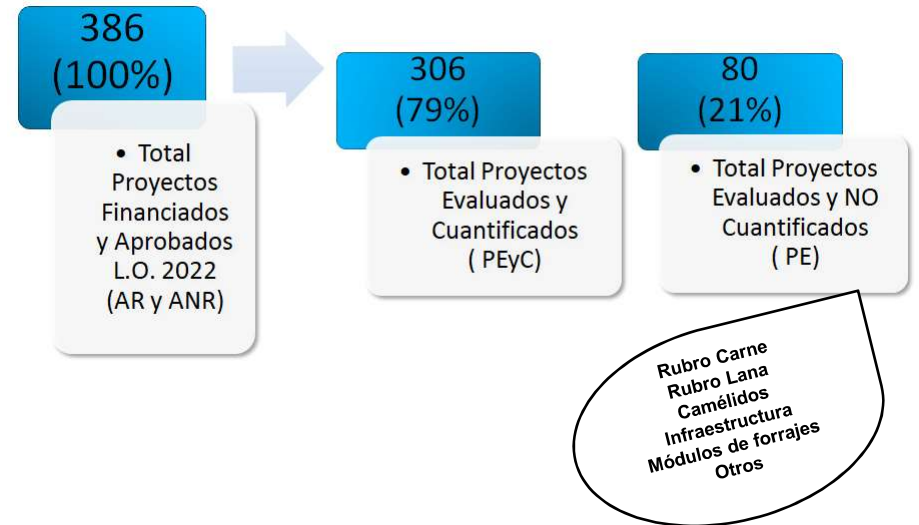 386
(100%)
• Total
Proyectos
Financiados
y Aprobados
L.O. 2022
(AR y ANR)
306
(79%)
• Total Proyectos
Evaluados y
Cuantificados
( PEyC)
80
(21%)
• Total Proyectos
Evaluados y NO
Cuantificados
( PE)
Rubro Carne
Rubro Lana
Camélidos
Infraestructura
Módulos de forrajes
Otros